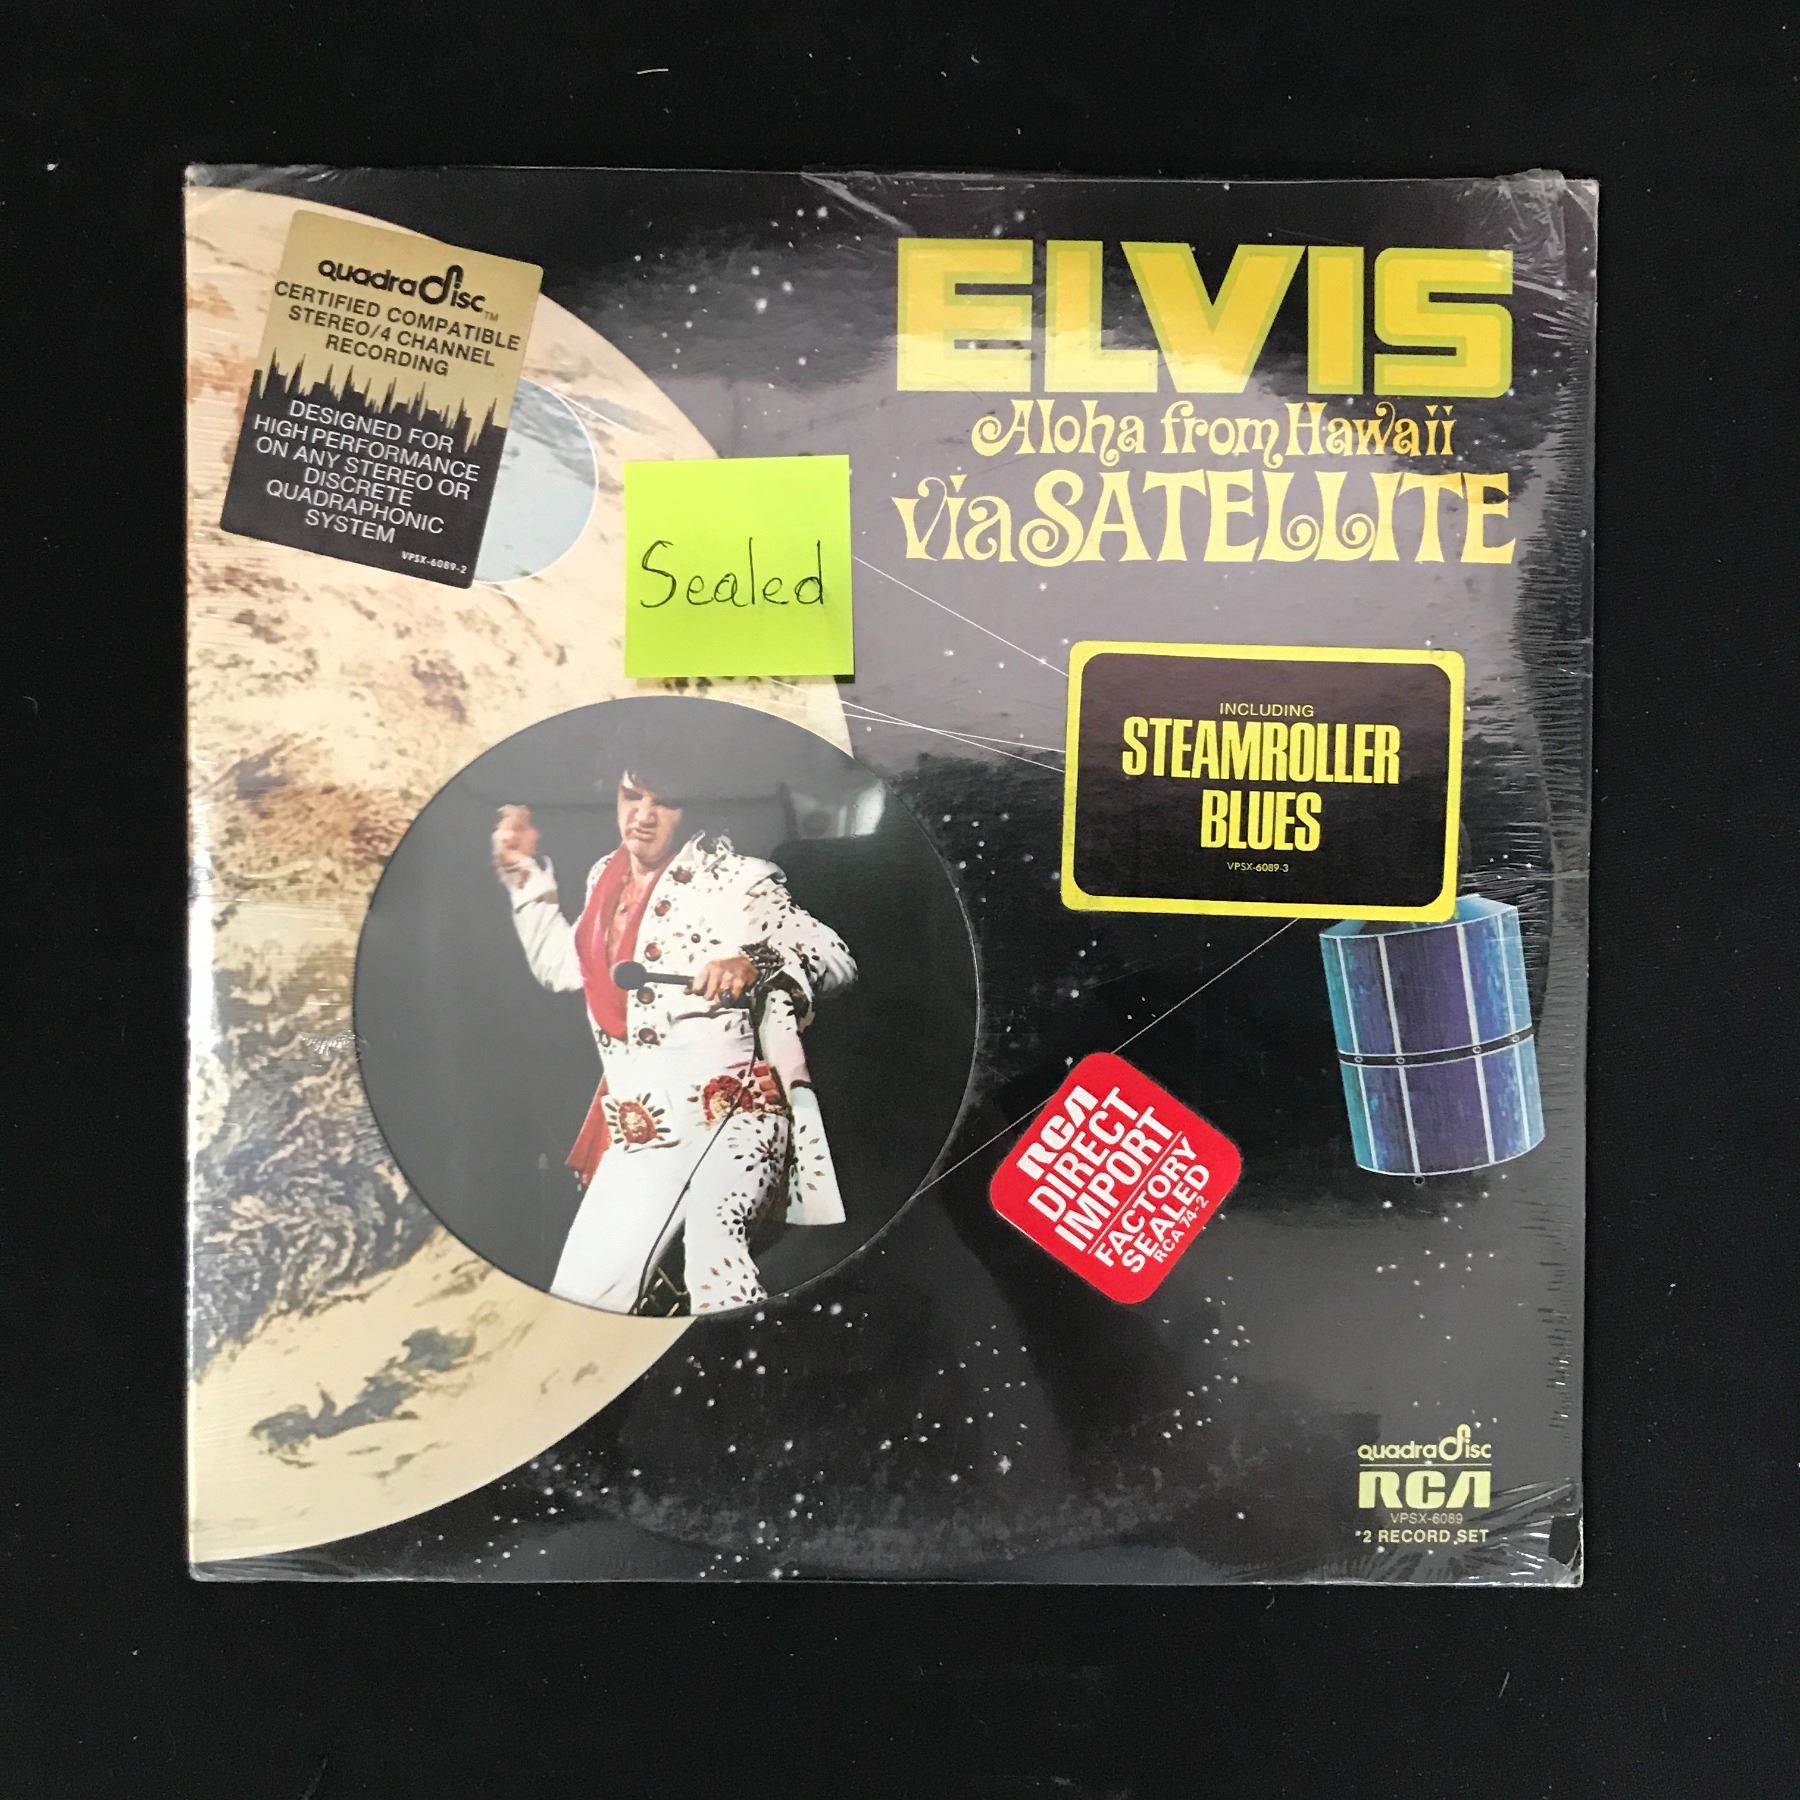 quadradisc™
CERTIFIED COMPATIBLE
STEREO/4 CHANNEL
RECORDING
DESIGNED FOR
HIGH PERFORMANCE
ON ANY STEREO OR
DISCRETE
QUADRAPHONIC
SYSTEM
VPSX-6089-2
ELVIS
Aloha from Hawaii
via SATELLITE
Sealed
INCLUDING
STEAMROLLER
BLUES
VPSX-6089-3
RCA
DIRECT
IMPORT
FACTORY
SEALED
RCA 74-2
quadradisc
RCA
VPSX-6089
2 RECORD SET